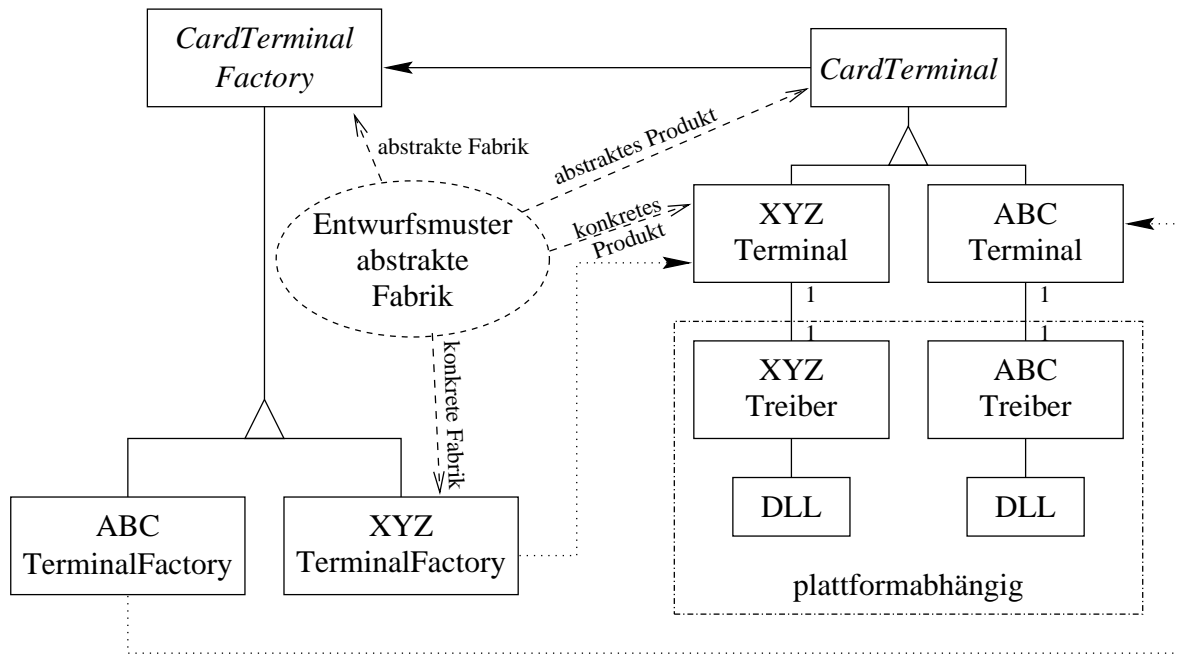 CardTerminal
Factory
CardTerminal
abstrakte Fabrik
abstraktes Produkt
Entwurfsmuster
abstrakte
Fabrik
konkretes
Produkt
konkrete Fabrik
XYZ
Terminal
ABC
Terminal
1
1
1
1
XYZ
Treiber
ABC
Treiber
DLL
DLL
plattformabhängig
ABC
TerminalFactory
XYZ
TerminalFactory